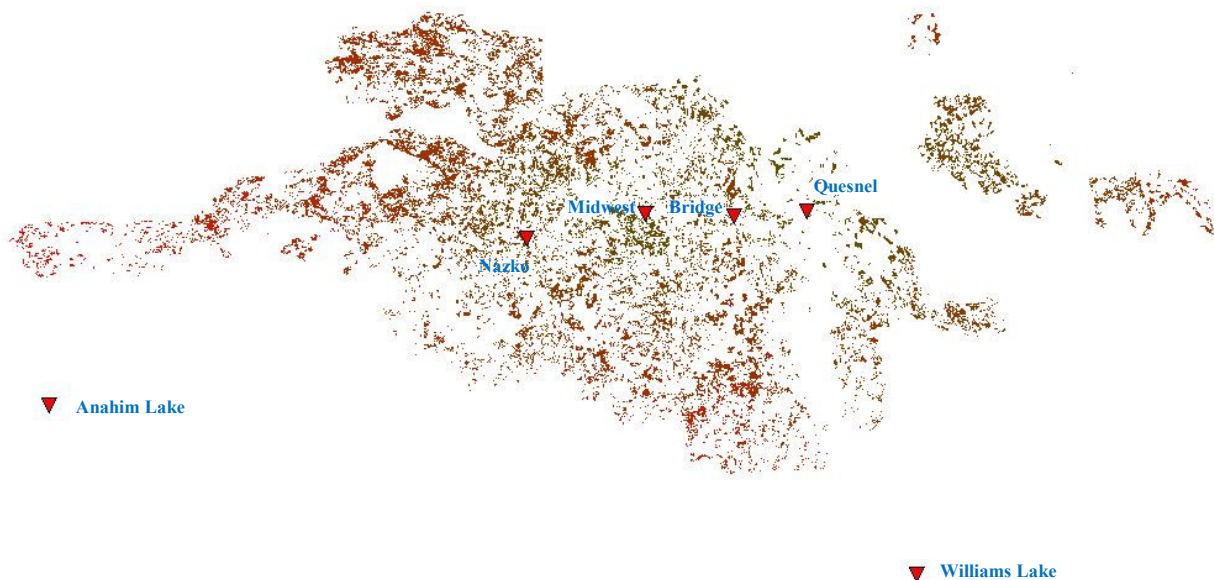 Quesnel
Midwest
Bridge
Nazko
Anahim Lake
Williams Lake